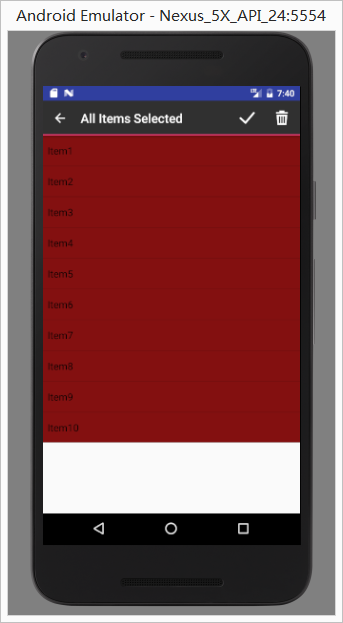 Android Emulator - Nexus_5X_API_24:5554
7:40
All Items Selected
Item1
Item2
Item3
Item4
Item5
Item6
Item7
Item8
Item9
Item10